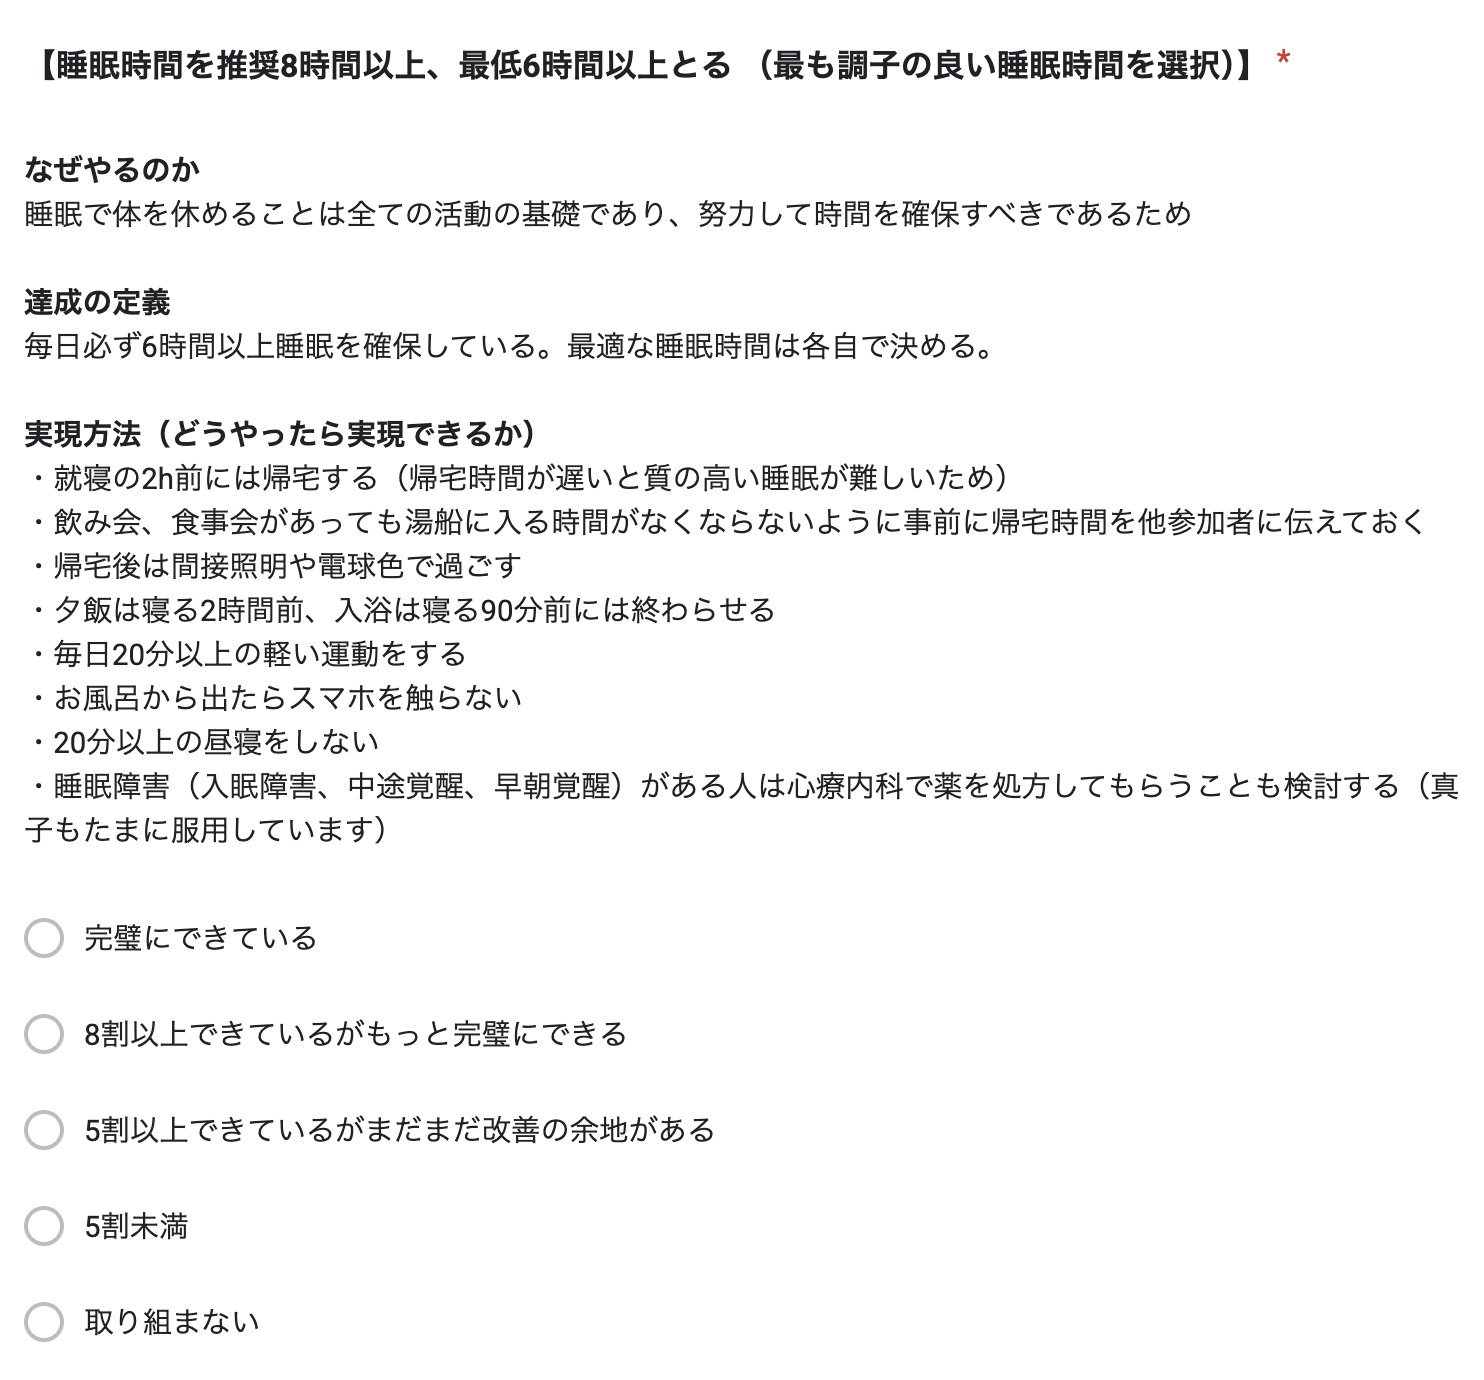 【睡眠時間を推奨8時間以上、最低6時間以上とる （最も調子の良い睡眠時間を選択）】 *
なぜやるのか
睡眠で体を休めることは全ての活動の基礎であり、努力して時間を確保すべきであるため
達成の定義
毎日必ず6時間以上睡眠を確保している。最適な睡眠時間は各自で決める。
実現方法（どうやったら実現できるか）
・就寝の2h前には帰宅する（帰宅時間が遅いと質の高い睡眠が難しいため）
・飲み会、食事会があっても湯船に入る時間がなくならないように事前に帰宅時間を他参加者に伝えておく
・帰宅後は間接照明や電球色で過ごす
・夕飯は寝る2時間前、入浴は寝る90分前には終わらせる
・毎日20分以上の軽い運動をする
・お風呂から出たらスマホを触らない
・20分以上の昼寝をしない
・睡眠障害（入眠障害、中途覚醒、早朝覚醒）がある人は心療内科で薬を処方してもらうことも検討する（真
子もたまに服用しています）
完璧にできている
8割以上できているがもっと完璧にできる
5割以上できているがまだまだ改善の余地がある
5割未満
取り組まない